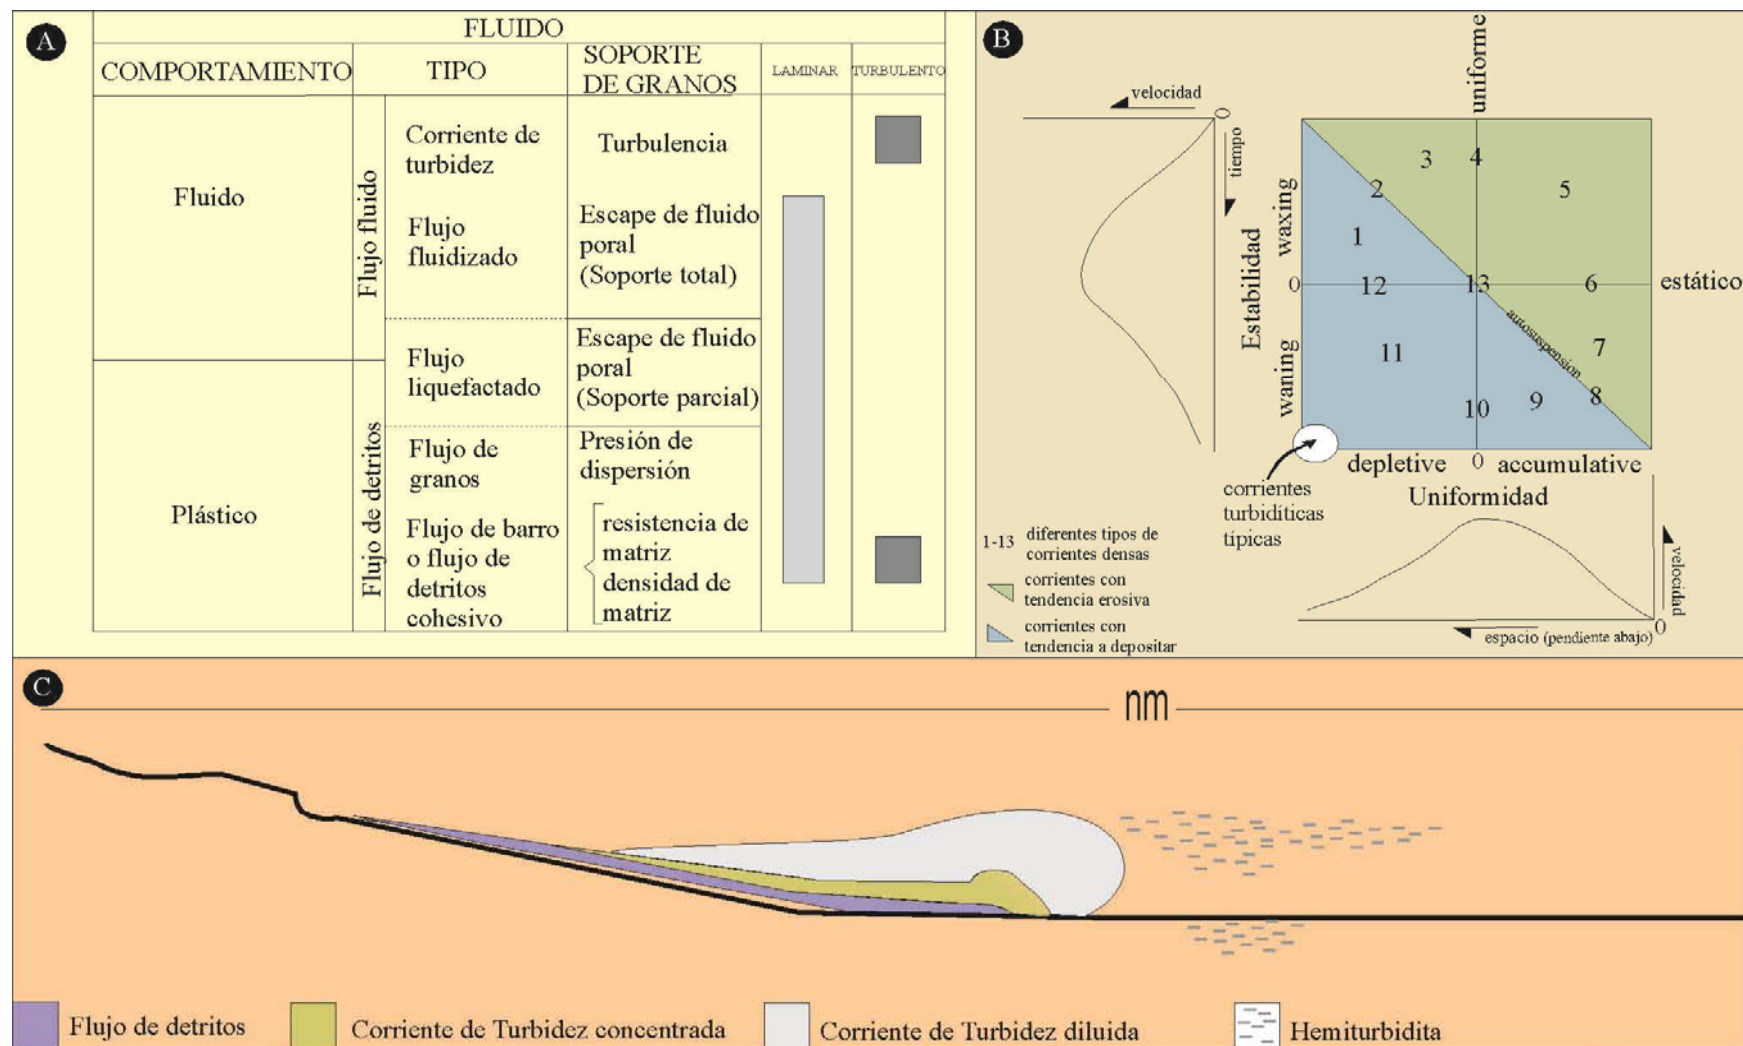 A
FLUIDO
COMPORTAMIENTO
TIPO
SOPORTE
DE GRANOS
LAMINAR
TURBULENTO
Fluido
Plástico
Flujo fluido
Flujo de detritos
Corriente de
turbidez
Turbulencia
Flujo
fluidizado
Escape de fluido
poral
(Soporte total)
Flujo
liquefactado
Escape de fluido
poral
(Soporte parcial)
Flujo de
granos
Presión de
dispersión
Flujo de barro
o flujo de
detritos
cohesivo
resistencia de
matriz
densidad de
matriz
B
velocidad
0
tiempo
uniforme
Estabilidad
waxing
0
waning
estático
1
2
3
4
5
6
7
8
9
10
11
12
13
autosuspension
depletive
0
accumulative
Uniformidad
corrientes
turbidíticas
típicas
velocidad
0
espacio (pendiente abajo)
1-13 diferentes tipos de
corrientes densas
corrientes con
tendencia erosiva
corrientes con
tendencia a depositar
C
nm
Flujo de detritos
Corriente de Turbidez concentrada
Corriente de Turbidez diluida
Hemiturbidita